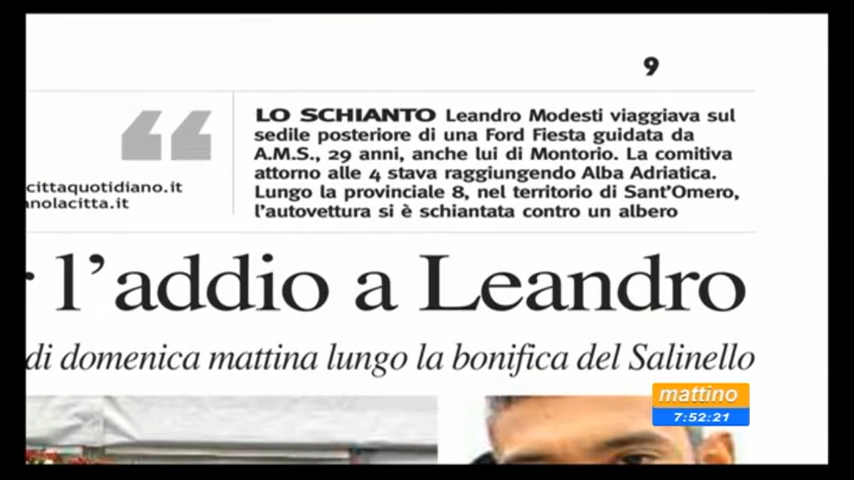 9
LO SCHIANTO Leandro Modesti viaggiava sul
sedile posteriore di una Ford Fiesta guidata da
A.M.S., 29 anni, anche lui di Montorio. La comitiva
attorno alle 4 stava raggiungendo Alba Adriatica.
Lungo la provinciale 8, nel territorio di Sant'Omero,
l'autovettura si è schiantata contro un albero
cittaquotidiano.it
nolacitta.it
l'addio a Leandro
di domenica mattina lungo la bonifica del Salinello
mattino
7:52:21